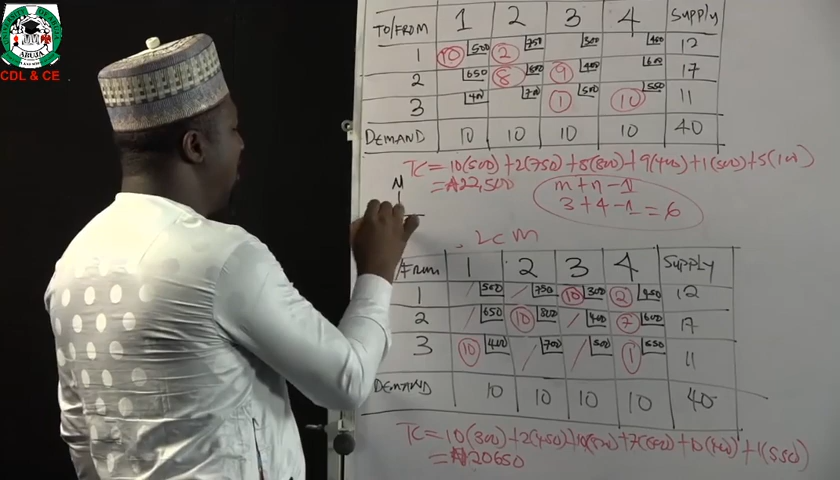 ABUJA
CDL & CE
TO/FROM 1 2 3 4 Supply
1 10 500 2 750 300 450 12
2 650 8 800 9 400 600 17
3 400 700 1 500 10 550 11
DEMAND 10 10 10 10 40
TC = 10(500) + 2(750) + 8(800) + 9(400) + 1(500) + 5(
= ₦22,500
m + n - 1
3 + 4 - 1 = 6
LCM
/FROM 1 2 3 4 Supply
1 / 500 / 750 10 300 2 450 12
2 / 650 10 800 / 400 7 600 17
3 10 400 / 700 / 500 1 550 11
DEMAND 10 10 10 10 40
TC = 10(300) + 2(450) + 10(800) + 7(600) + 10(400) + 1(550)
= ₦20650